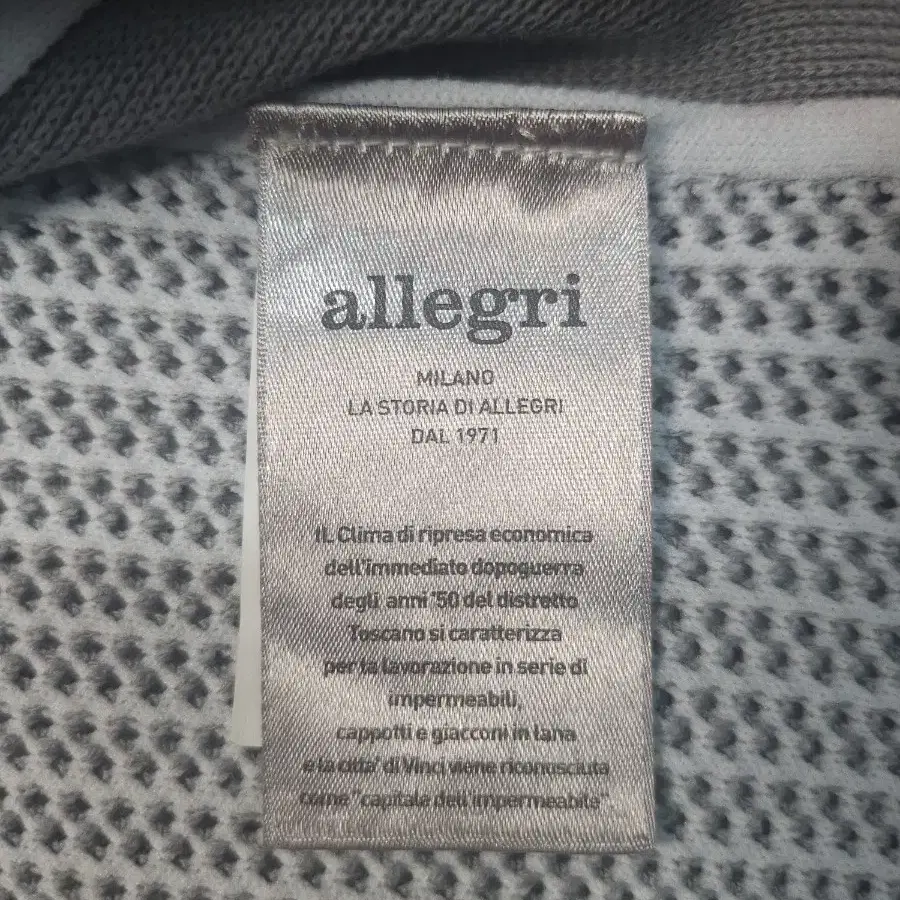 allegri
MILANO
LA STORIA DI ALLEGRI
DAL 1971
IL Clima di ripresa economica
dell'immediato dopoguerra
degli anni '50 del distretto
Toscano si caratterizza
per la lavorazione in serie di
impermeabili,
cappotti e giacconi in lana
e la citta' di Vinci viene riconosciuta
come "capitale dell'impermeabile".